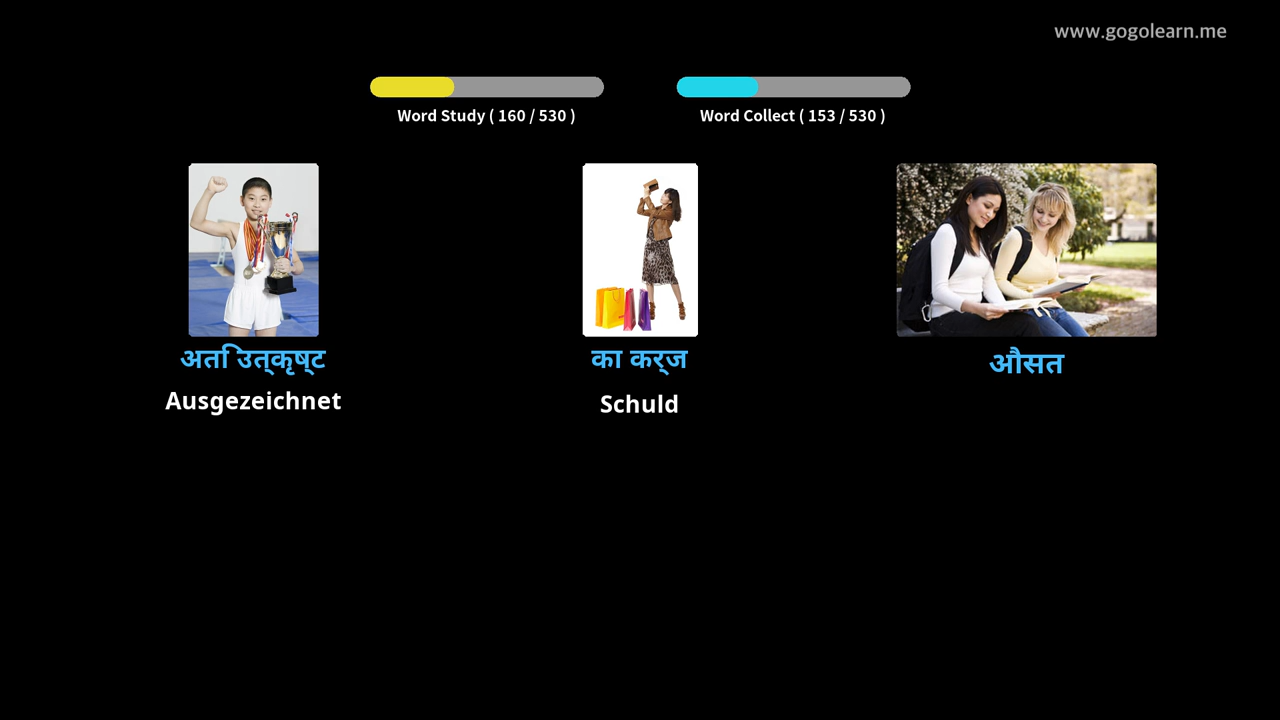 www.gogolearn.me
Word Study ( 160 / 530 )
Word Collect ( 153 / 530 )
अति उत्कृष्ट
Ausgezeichnet
का कर्ज
Schuld
औसत